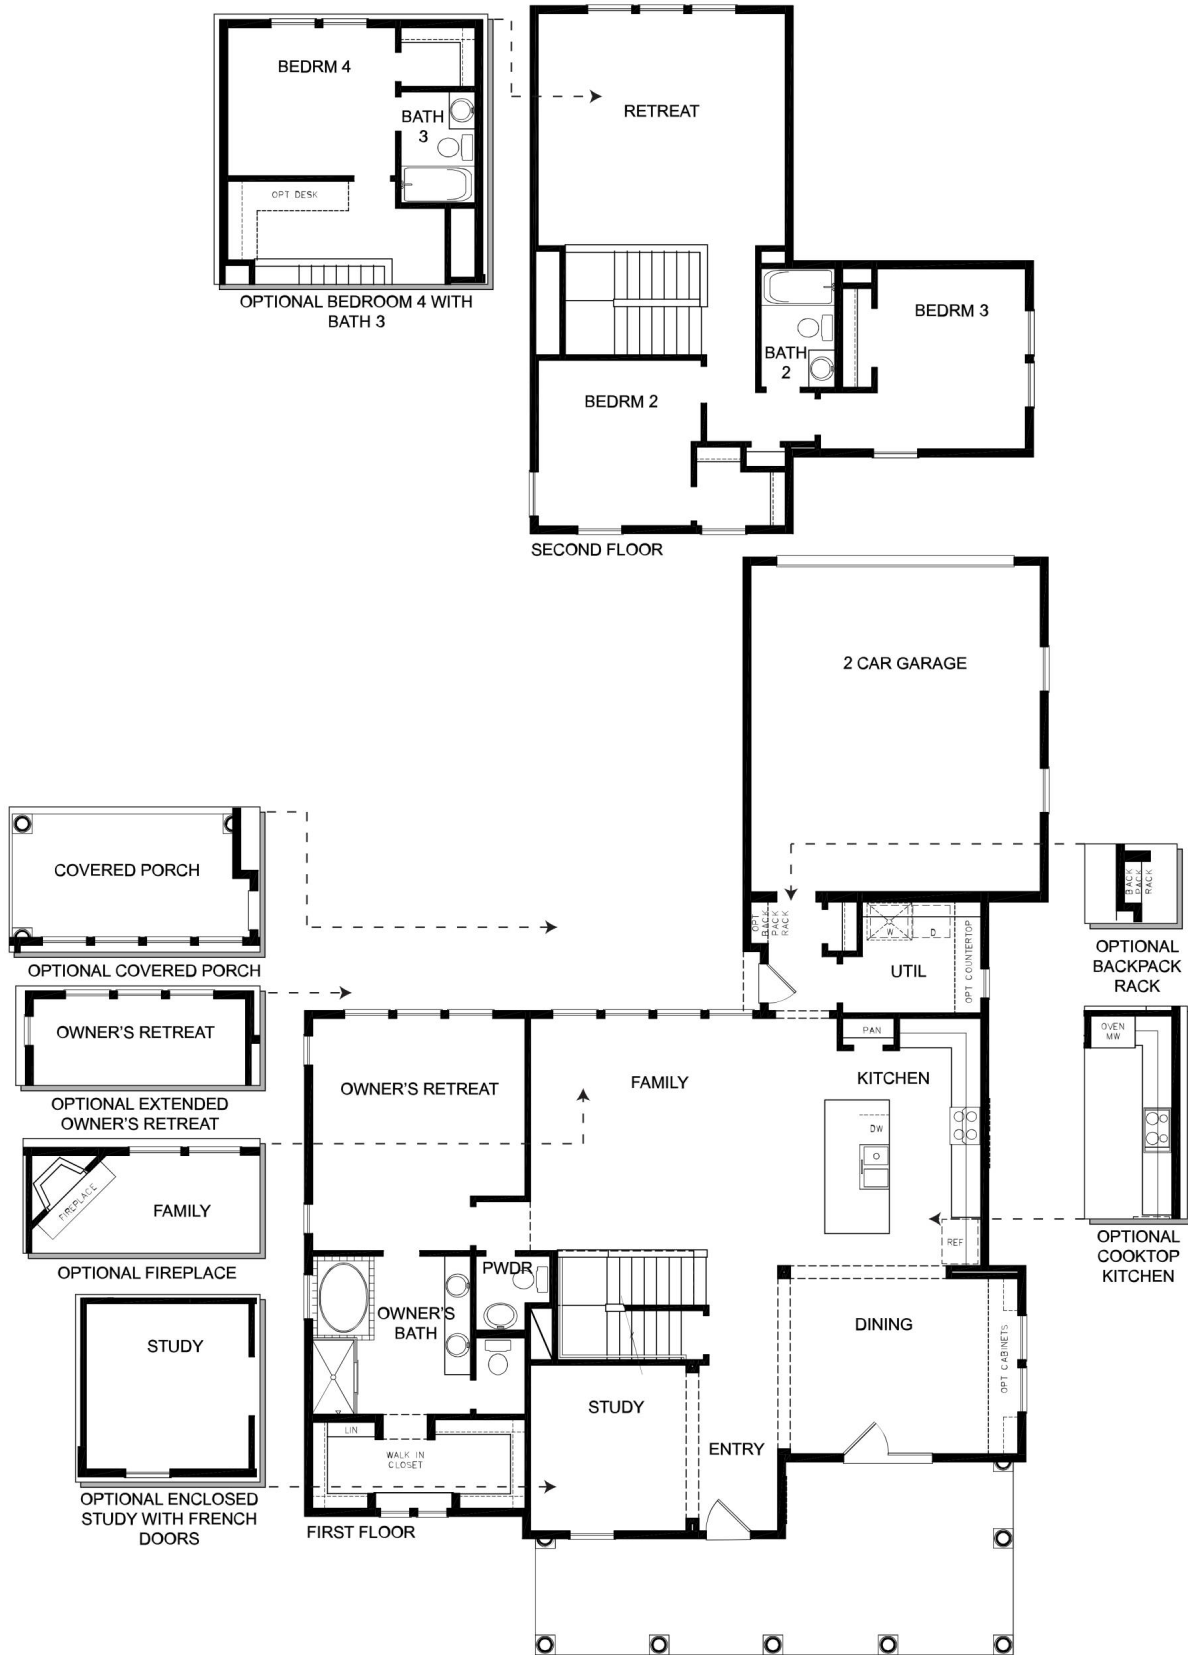 BEDRM 4
BATH
3
OPT DESK
OPTIONAL BEDROOM 4 WITH
BATH 3
RETREAT
BEDRM 3
BATH
2
BEDRM 2
SECOND FLOOR
2 CAR GARAGE
COVERED PORCH
OPTIONAL COVERED PORCH
OPT
BACK
PACK
RACK
W
D
UTIL
OPT COUNTERTOP
BACK
PACK
RACK
OPTIONAL
BACKPACK
RACK
OWNER'S RETREAT
OPTIONAL EXTENDED
OWNER'S RETREAT
OWNER'S RETREAT
FAMILY
PAN
KITCHEN
DW
REF
OVEN
MW
OPTIONAL
COOKTOP
KITCHEN
FIREPLACE
FAMILY
OPTIONAL FIREPLACE
PWDR
OWNER'S
BATH
DINING
OPT CABINETS
STUDY
OPTIONAL ENCLOSED
STUDY WITH FRENCH
DOORS
STUDY
ENTRY
LIN
WALK IN
CLOSET
FIRST FLOOR